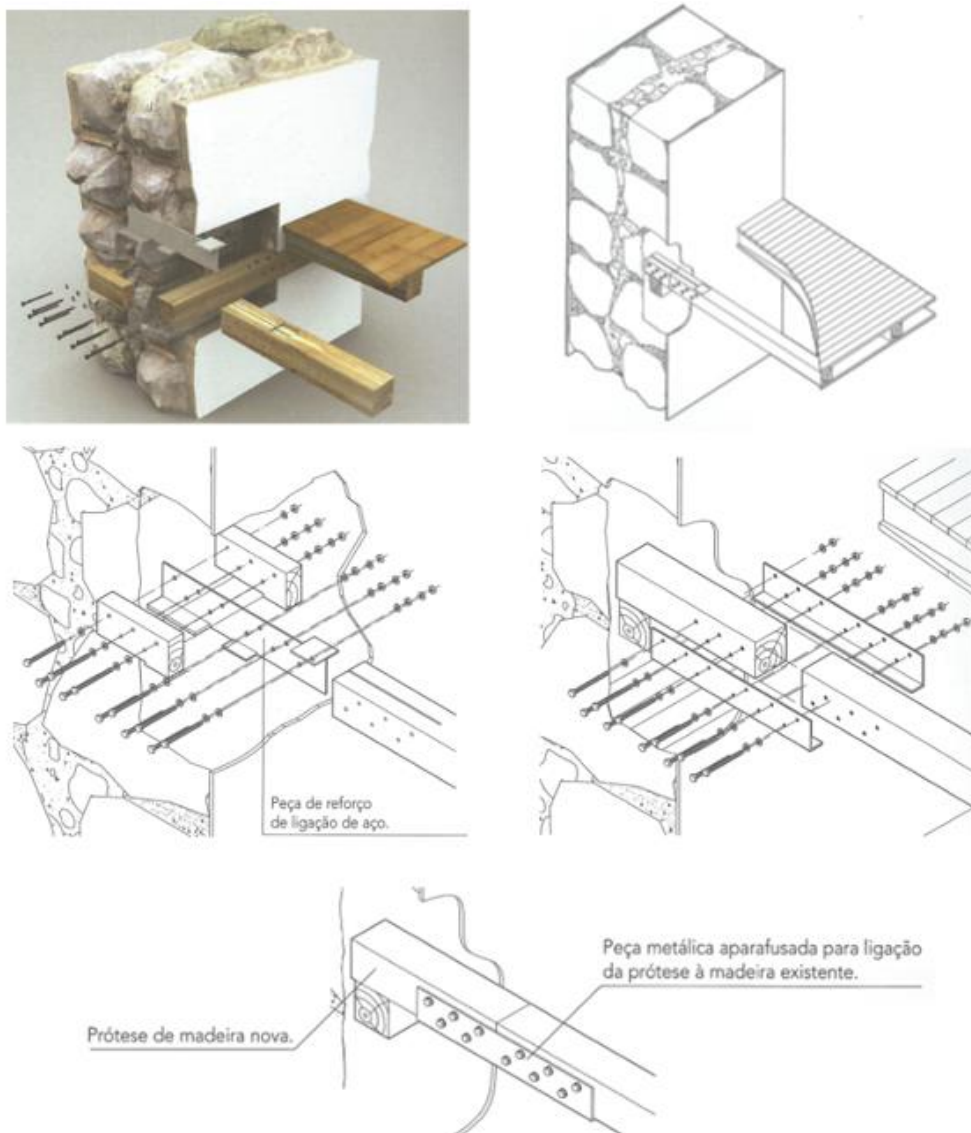 Peça de reforço
de ligação de aço.
Peça metálica aparafusada para ligação
da prótese à madeira existente.
Prótese de madeira nova.